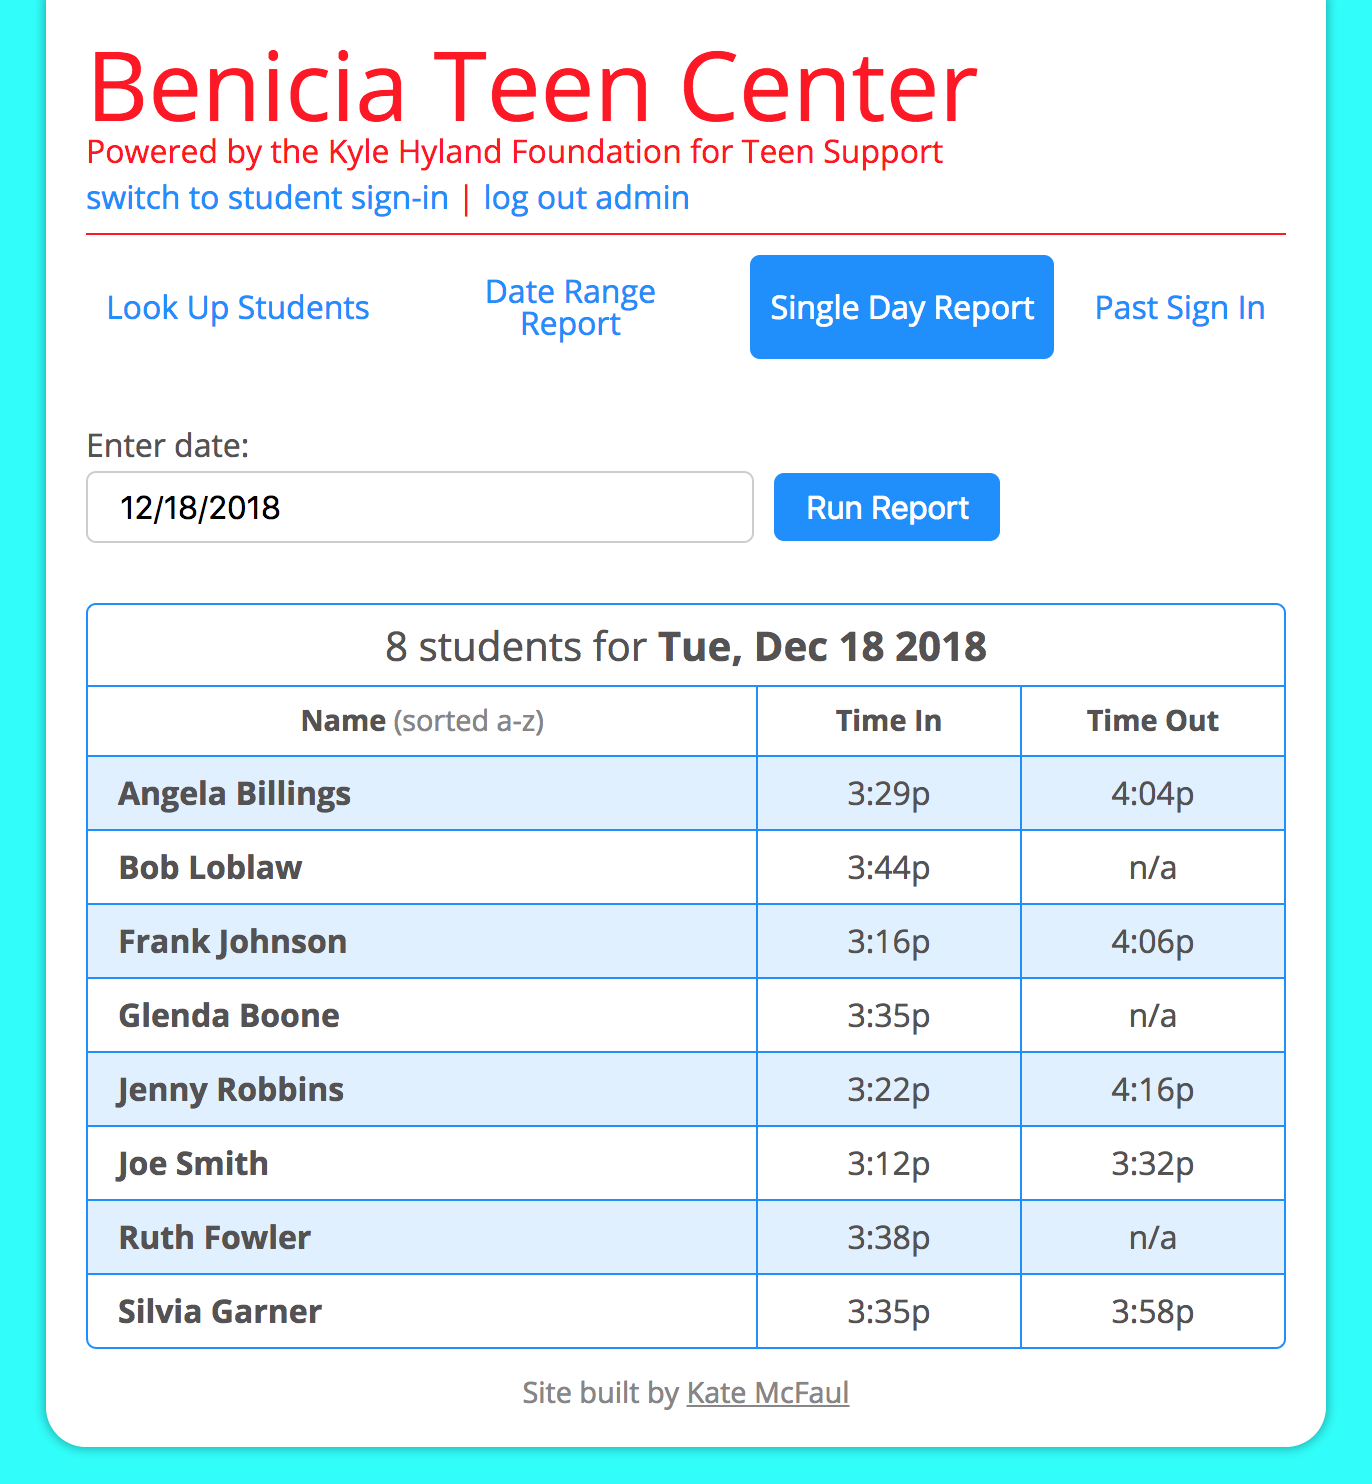 Benicia Teen Center
Powered by the Kyle Hyland Foundation for Teen Support
switch to student sign-in | log out admin
Look Up Students
Date Range
Report
Single Day Report
Past Sign In
Enter date:
12/18/2018
Run Report
8 students for Tue, Dec 18 2018
Name (sorted a-z) Time In Time Out
Angela Billings 3:29p 4:04p
Bob Loblaw 3:44p n/a
Frank Johnson 3:16p 4:06p
Glenda Boone 3:35p n/a
Jenny Robbins 3:22p 4:16p
Joe Smith 3:12p 3:32p
Ruth Fowler 3:38p n/a
Silvia Garner 3:35p 3:58p
Site built by Kate McFaul